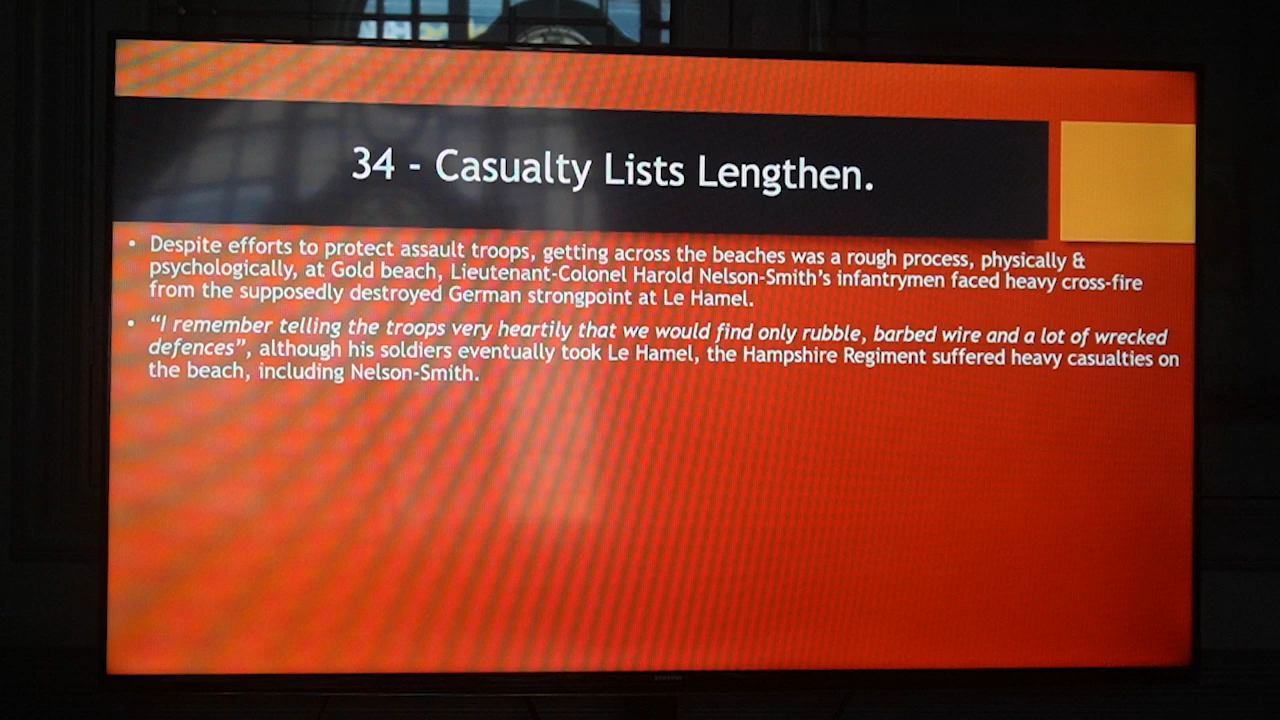 34 - Casualty Lists Lengthen.
• Despite efforts to protect assault troops, getting across the beaches was a rough process, physically &
psychologically, at Gold beach, Lieutenant-Colonel Harold Nelson-Smith’s infantrymen faced heavy cross-fire
from the supposedly destroyed German strongpoint at Le Hamel.
• “I remember telling the troops very heartily that we would find only rubble, barbed wire and a lot of wrecked
defences”, although his soldiers eventually took Le Hamel, the Hampshire Regiment suffered heavy casualties on
the beach, including Nelson-Smith.